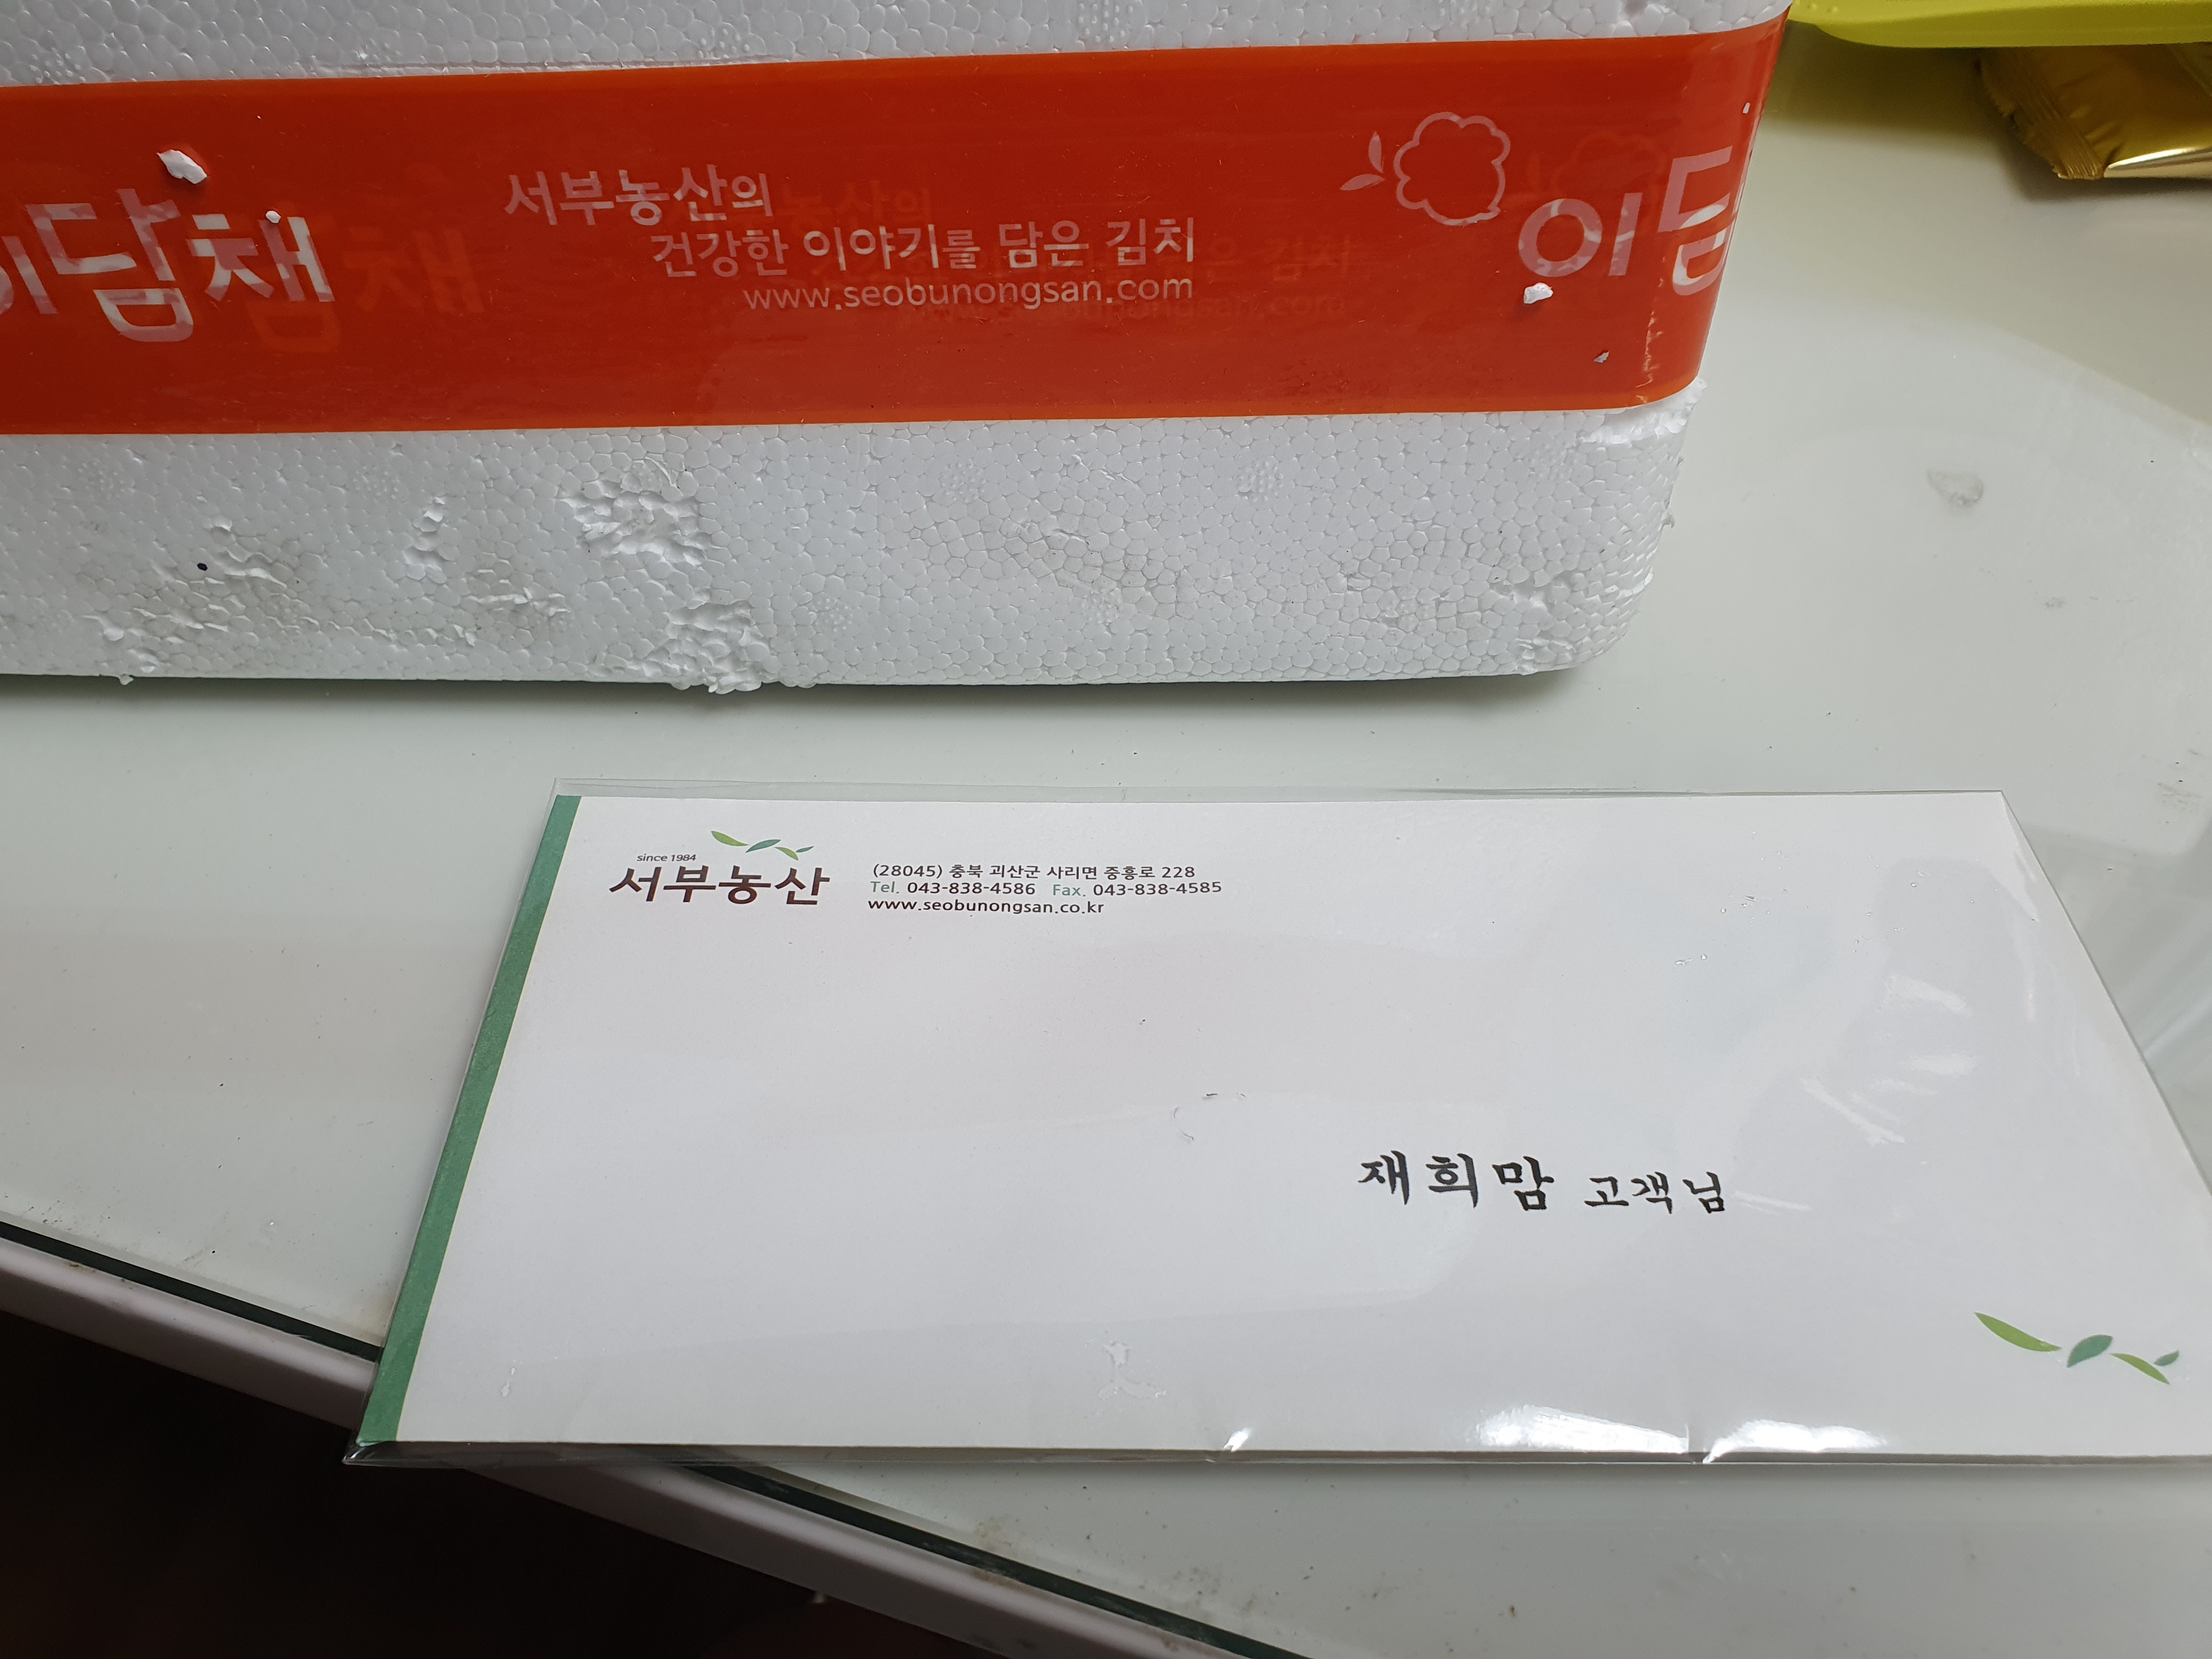 이담채
서부농산의
건강한 이야기를 담은 김치
www.seobunongsan.com
이담
since 1984
서부농산
(28045) 충북 괴산군 사리면 중흥로 228
Tel. 043-838-4586 Fax. 043-838-4585
www.seobunongsan.co.kr
재희맘 고객님